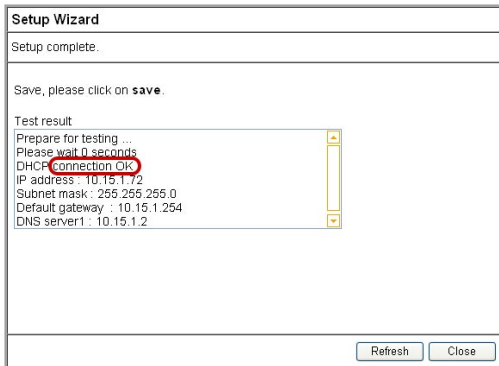 Setup Wizard
Setup complete.
Save, please click on save.
Test result
Prepare for testing ...
Please wait 0 seconds
DHCP connection OK
IP address : 10.15.1.72
Subnet mask : 255.255.255.0
Default gateway : 10.15.1.254
DNS server1 : 10.15.1.2
Refresh Close